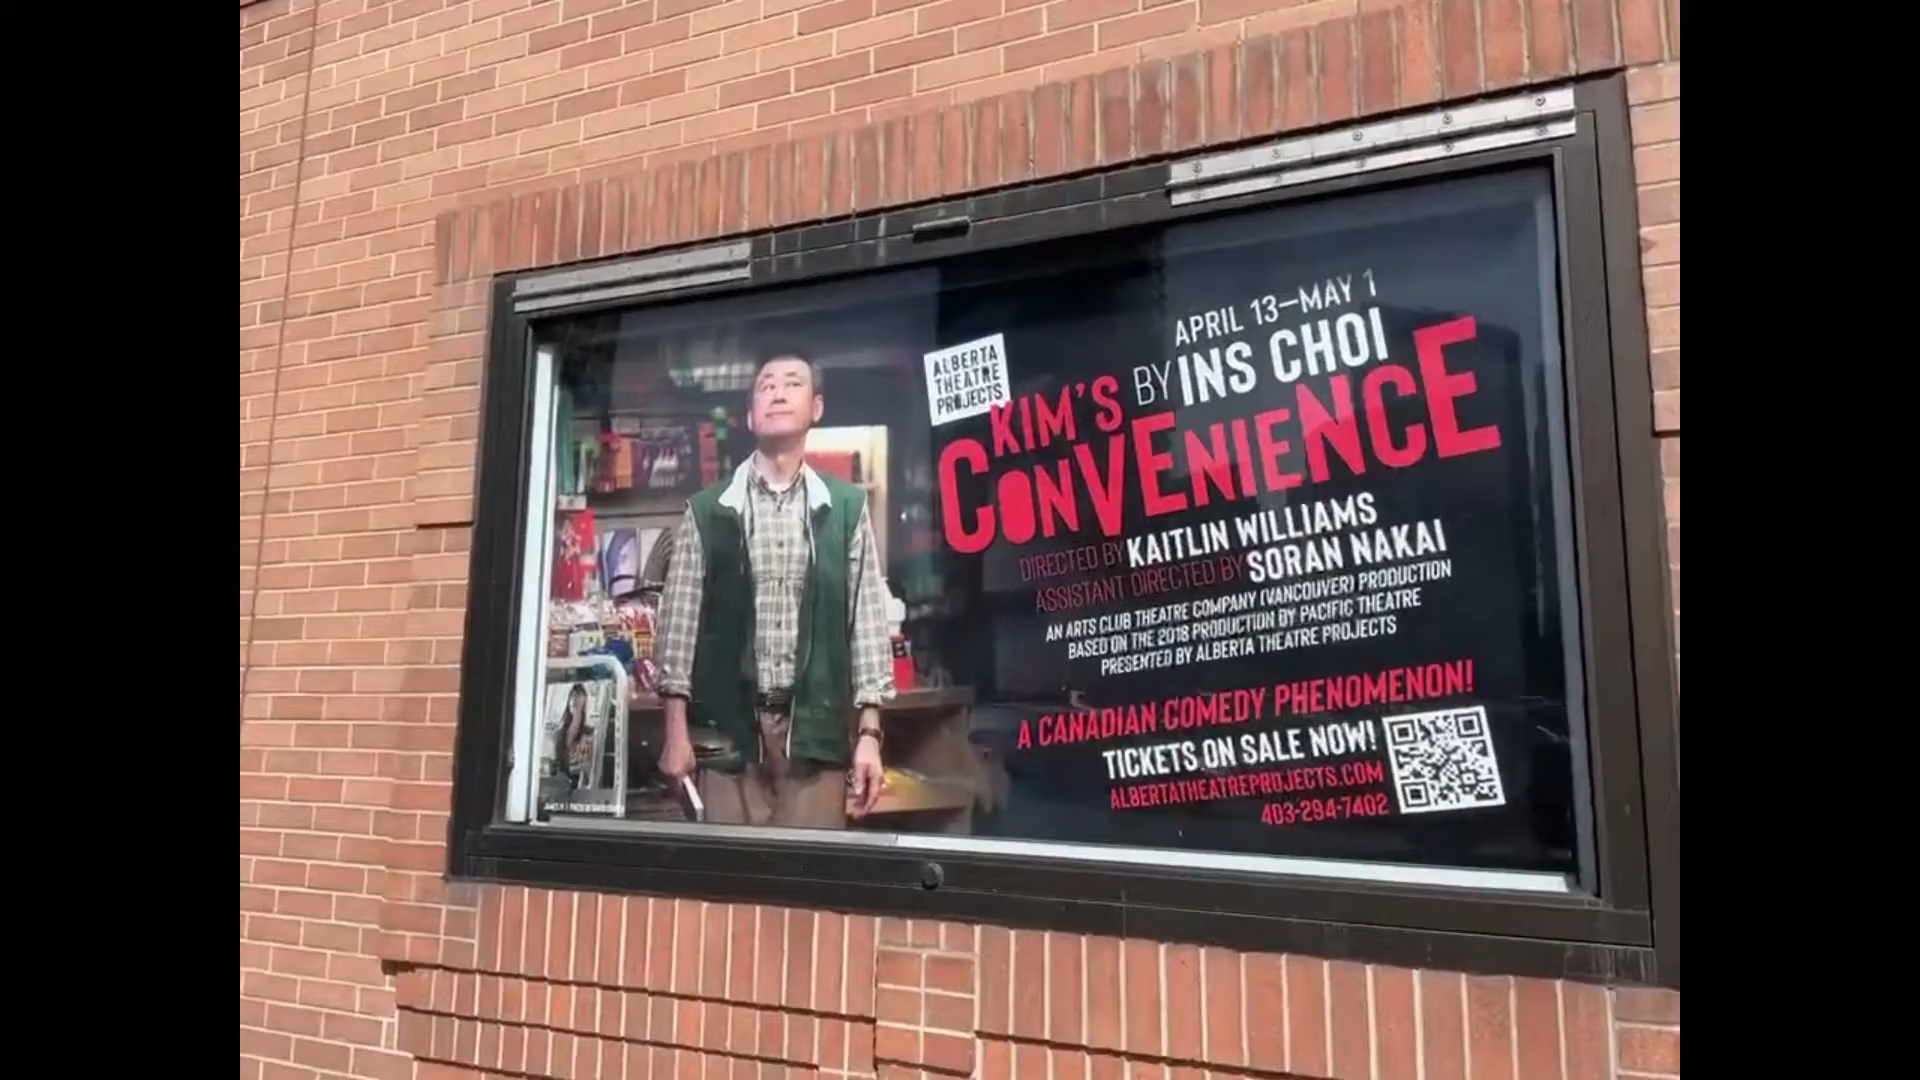 ALBERTA
THEATRE
PROJECTS
APRIL 13–MAY 1
KIM'S BY INS CHOI
CONVENIENCE
DIRECTED BY KAITLIN WILLIAMS
ASSISTANT DIRECTED BY SORAN NAKAI
AN ARTS CLUB THEATRE COMPANY (VANCOUVER) PRODUCTION
BASED ON THE 2018 PRODUCTION BY PACIFIC THEATRE
PRESENTED BY ALBERTA THEATRE PROJECTS
A CANADIAN COMEDY PHENOMENON!
TICKETS ON SALE NOW!
ALBERTATHEATREPROJECTS.COM
403-294-7402